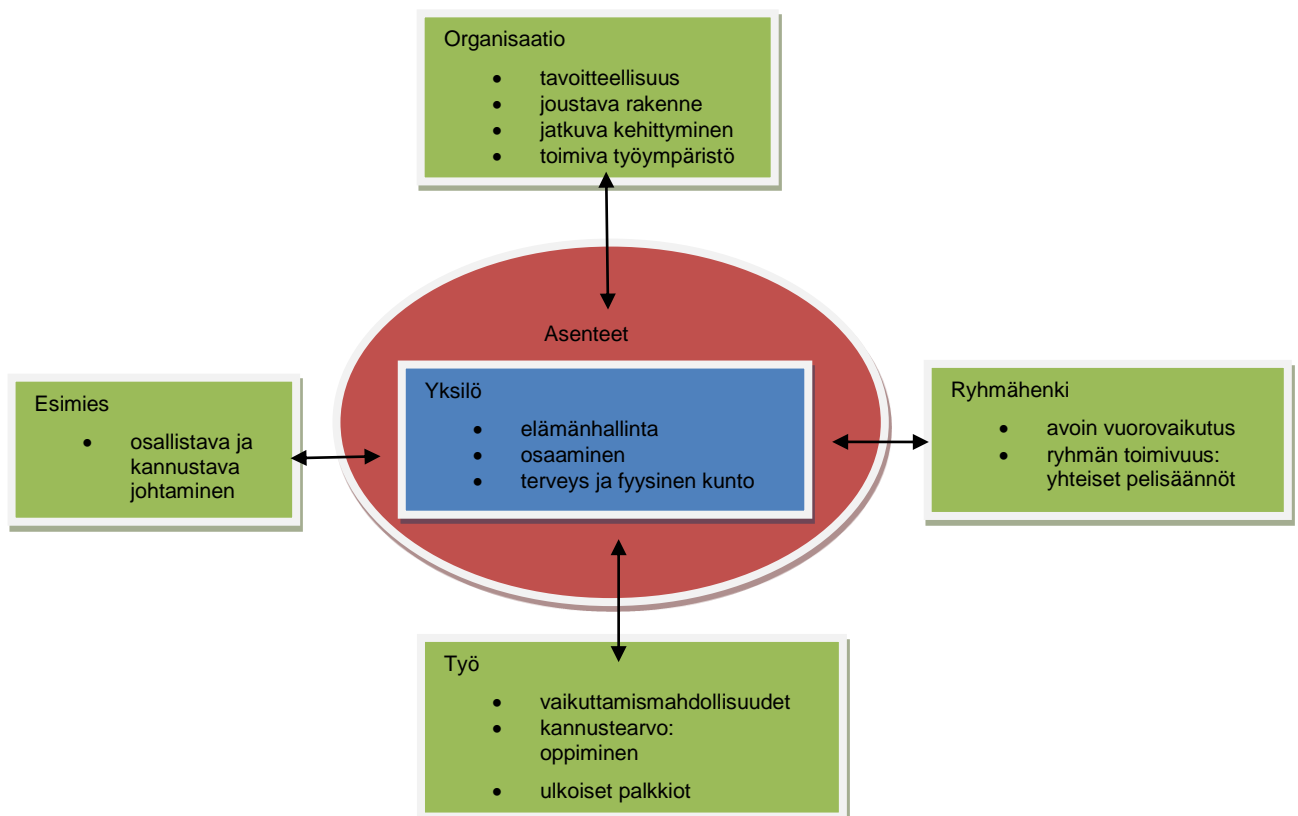 Organisaatio
• tavoitteellisuus
• joustava rakenne
• jatkuva kehittyminen
• toimiva työympäristö
Asenteet
Esimies
• osallistava ja
kannustava
johtaminen
Yksilö
• elämänhallinta
• osaaminen
• terveys ja fyysinen kunto
Ryhmähenki
• avoin vuorovaikutus
• ryhmän toimivuus:
yhteiset pelisäännöt
Työ
• vaikuttamismahdollisuudet
• kannustearvo:
oppiminen
• ulkoiset palkkiot